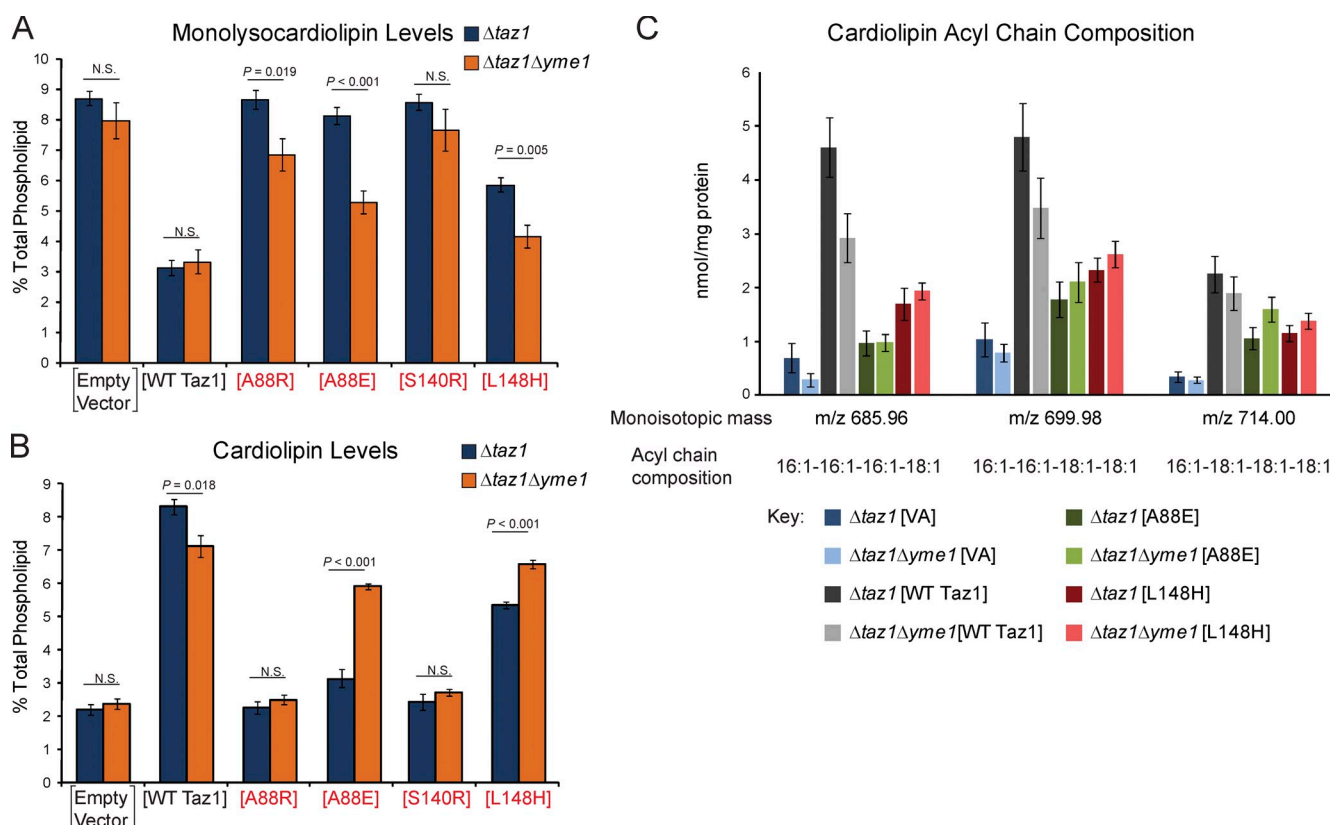 A
Monolysocardiolipin Levels
Δtaz1
Δtaz1Δyme1
% Total Phospholipid
10
9
8
7
6
5
4
3
2
1
0
N.S.
N.S.
P = 0.019
P < 0.001
N.S.
P = 0.005
[Empty Vector] [WT Taz1] [A88R] [A88E] [S140R] [L148H]
B
Cardiolipin Levels
Δtaz1
Δtaz1Δyme1
% Total Phospholipid
9
8
7
6
5
4
3
2
1
0
N.S.
P = 0.018
N.S.
P < 0.001
N.S.
P < 0.001
[Empty Vector] [WT Taz1] [A88R] [A88E] [S140R] [L148H]
C
Cardiolipin Acyl Chain Composition
nmol/mg protein
6
5
4
3
2
1
0
Monoisotopic mass m/z 685.96 m/z 699.98 m/z 714.00
Acyl chain
composition 16:1-16:1-16:1-18:1 16:1-16:1-18:1-18:1 16:1-18:1-18:1-18:1
Key: Δtaz1 [VA] Δtaz1 [A88E]
Δtaz1Δyme1 [VA] Δtaz1Δyme1 [A88E]
Δtaz1 [WT Taz1] Δtaz1 [L148H]
Δtaz1Δyme1[WT Taz1] Δtaz1Δyme1 [L148H]